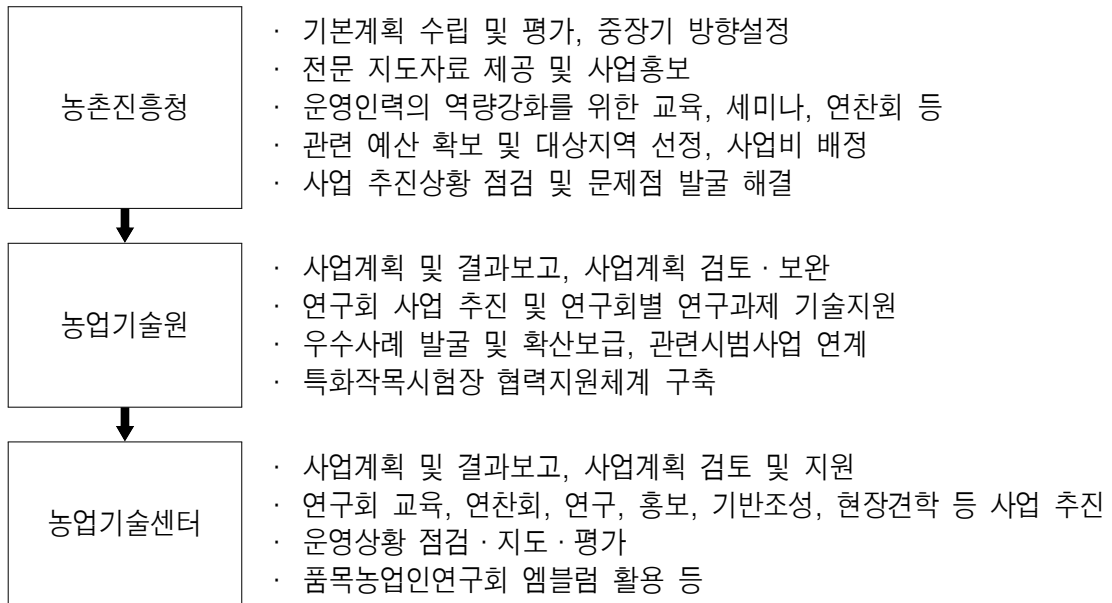 농촌진흥청
· 기본계획 수립 및 평가, 중장기 방향설정
· 전문 지도자료 제공 및 사업홍보
· 운영인력의 역량강화를 위한 교육, 세미나, 연찬회 등
· 관련 예산 확보 및 대상지역 선정, 사업비 배정
· 사업 추진상황 점검 및 문제점 발굴 해결
농업기술원
· 사업계획 및 결과보고, 사업계획 검토 · 보완
· 연구회 사업 추진 및 연구회별 연구과제 기술지원
· 우수사례 발굴 및 확산보급, 관련시범사업 연계
· 특화작목시험장 협력지원체계 구축
농업기술센터
· 사업계획 및 결과보고, 사업계획 검토 및 지원
· 연구회 교육, 연찬회, 연구, 홍보, 기반조성, 현장견학 등 사업 추진
· 운영상황 점검 · 지도 · 평가
· 품목농업인연구회 엠블럼 활용 등